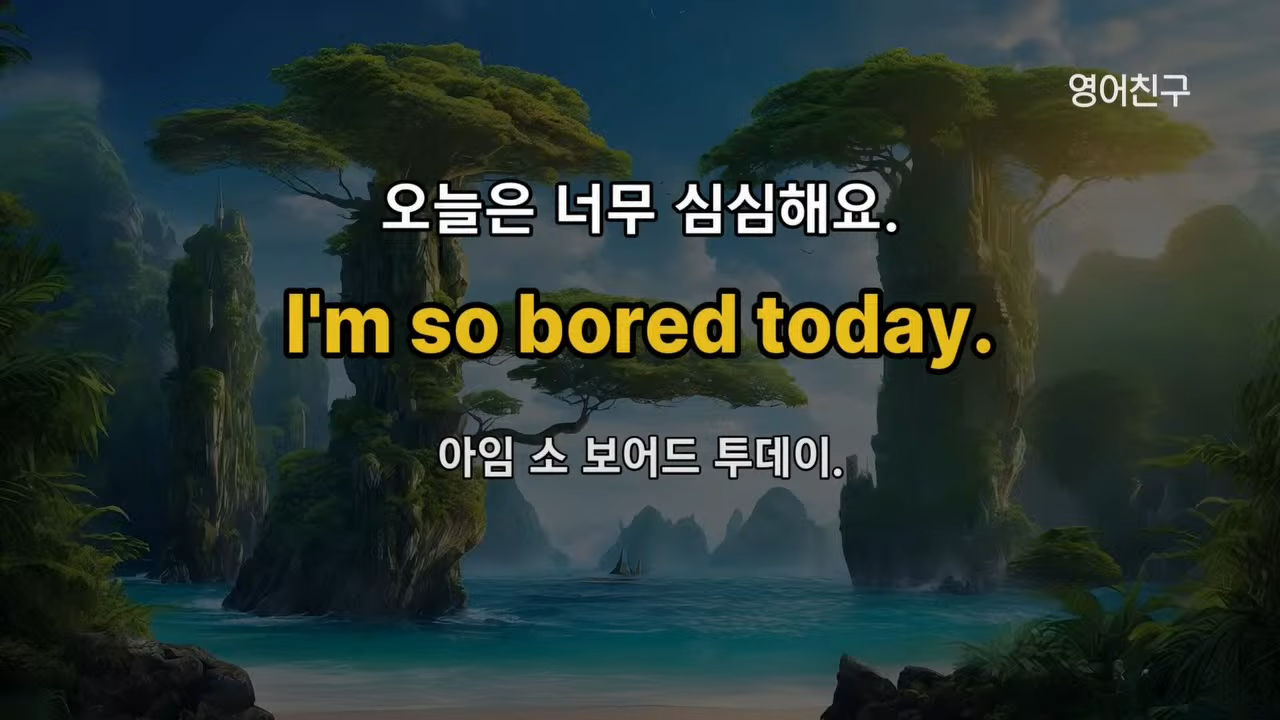 영어친구
오늘은 너무 심심해요.
I'm so bored today.
아임 소 보어드 투데이.